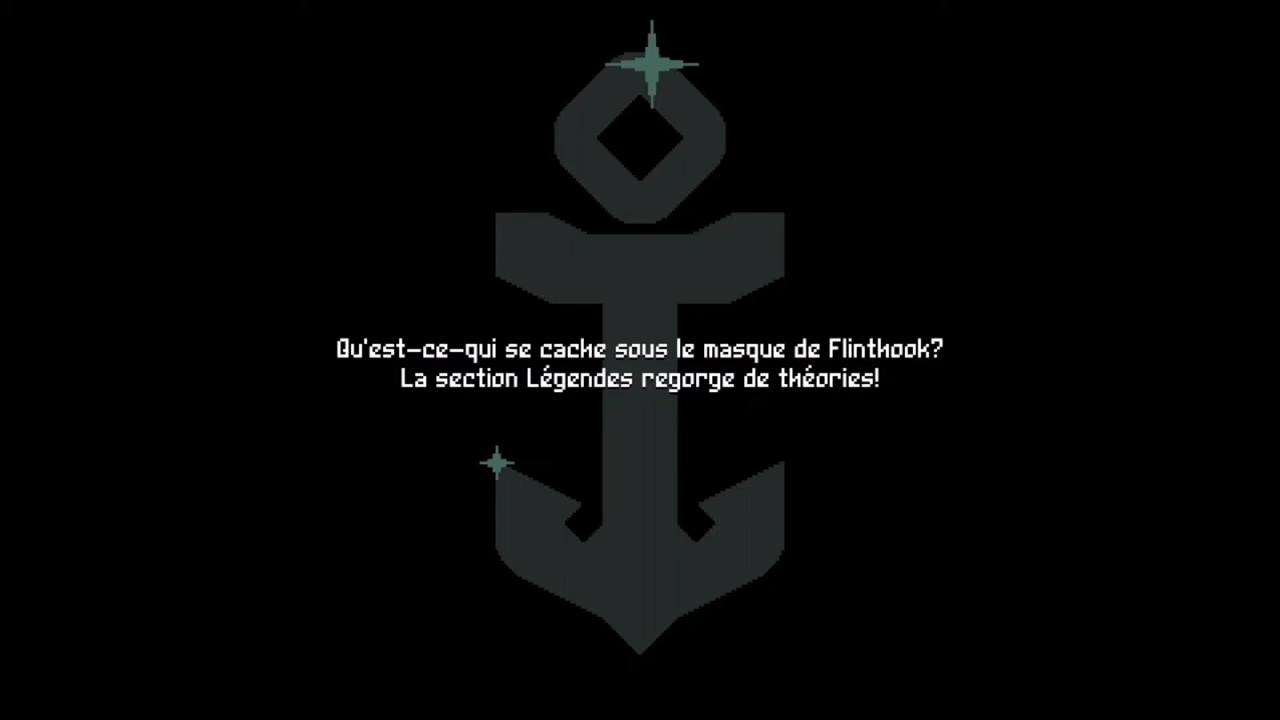 Qu'est-ce-qui se cache sous le masque de Flinthook?
La section Légendes regorge de théories!